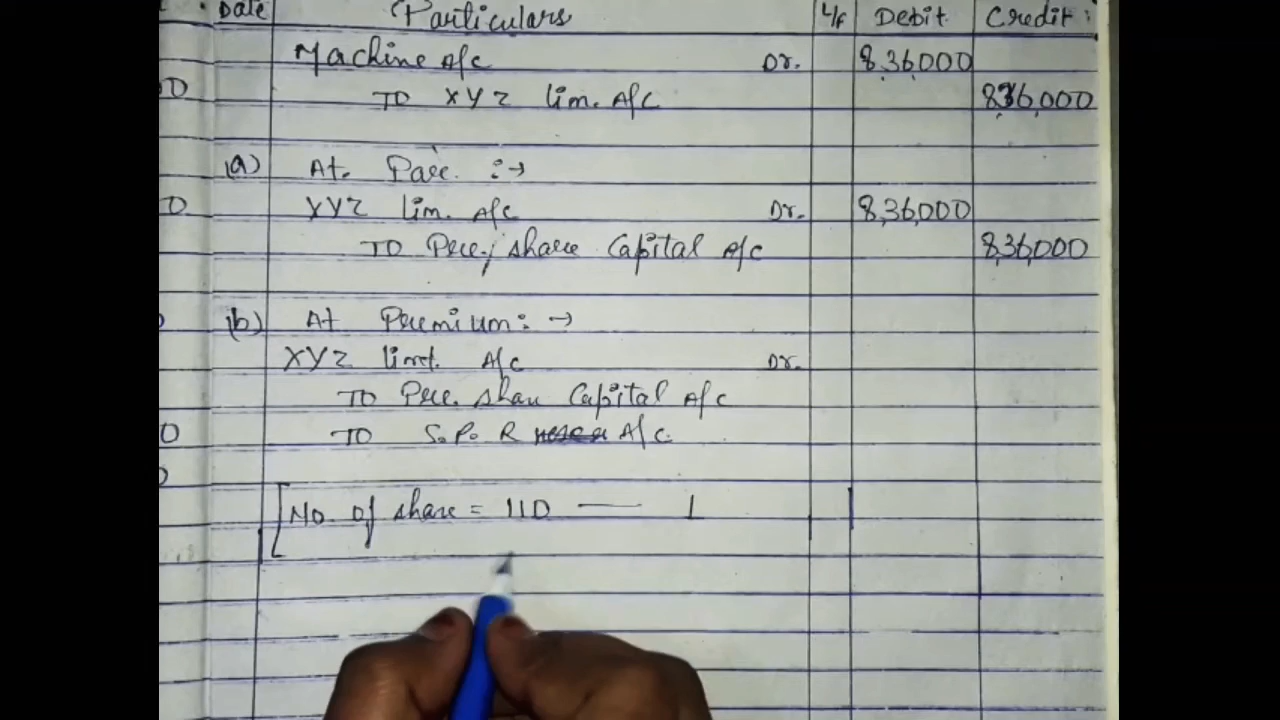 Date Particulars L/f Debit Credit
Machine A/c Dr. 8,36,000
To XYZ lim. A/c 8,36,000
(a) At. Parr. :→
XYZ lim. A/c Dr. 8,36,000
To Pre., share Capital A/c 8,36,000
(b) At Premium: →
XYZ limt. A/c Dr.
To Pre. share Capital A/c
To S.P.R A/c.
No. of share = 110 — 1